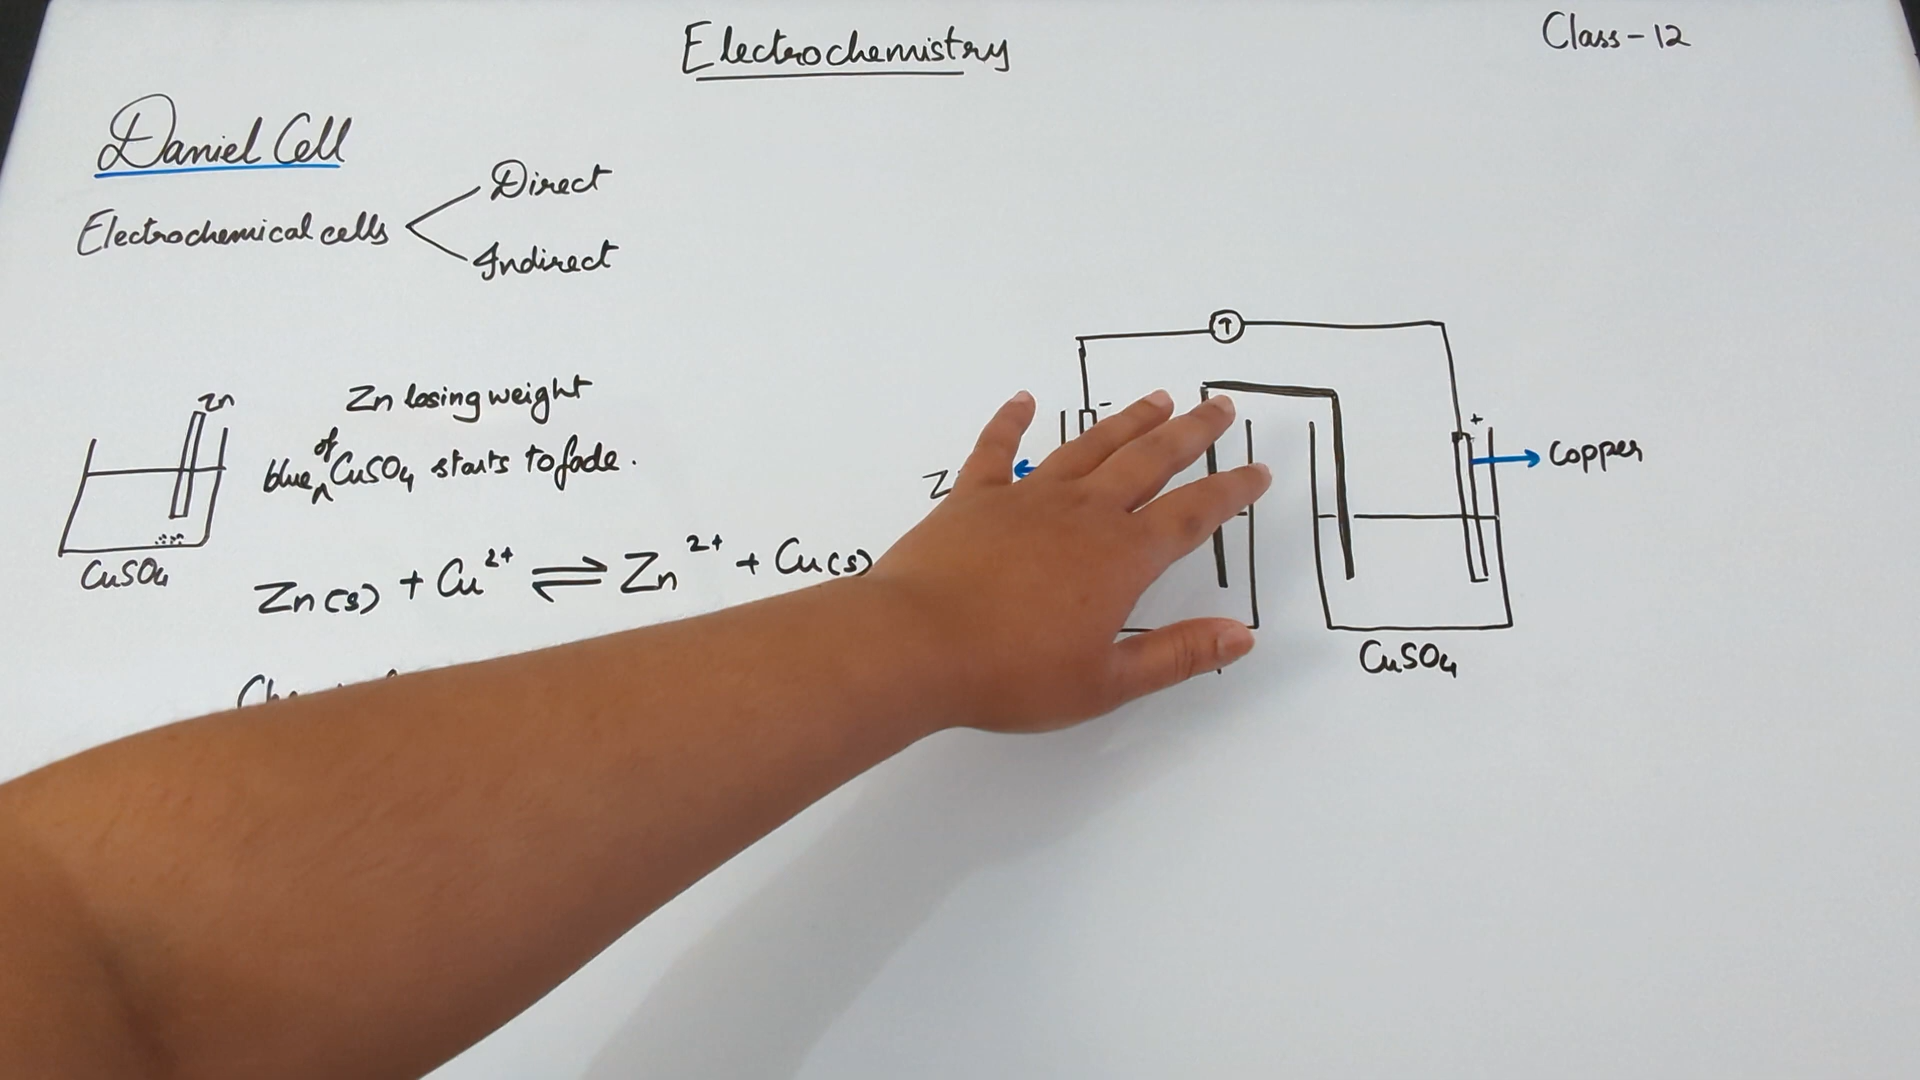 Electrochemistry
Class-12
Daniel Cell
Electrochemical cells
Direct
Indirect
Zn
Zn losing weight
blue of CuSO4 starts to fade.
CuSO4
Zn(s) + Cu2+ ⇌ Zn2+ + Cu(s)
-
+
Copper
CuSO4